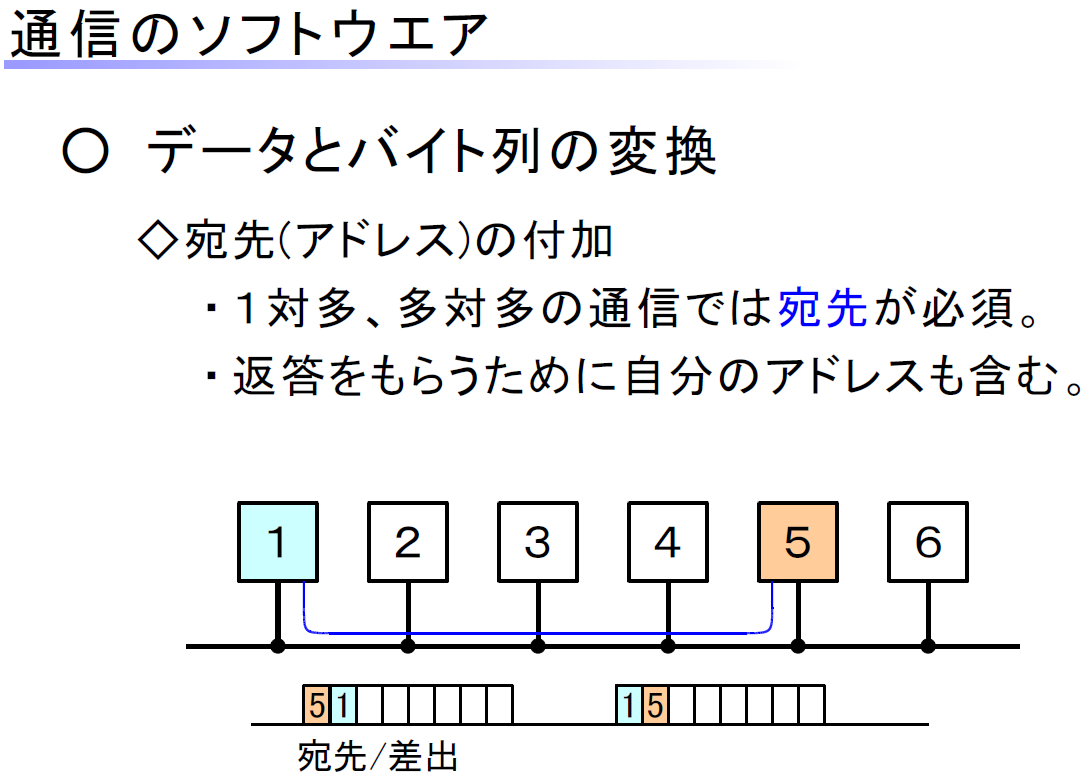 通信のソフトウエア
○ データとバイト列の変換
◇宛先(アドレス)の付加
・１対多、多対多の通信では宛先が必須。
・返答をもらうために自分のアドレスも含む。
1 2 3 4 5 6
5 1 1 5
宛先/差出